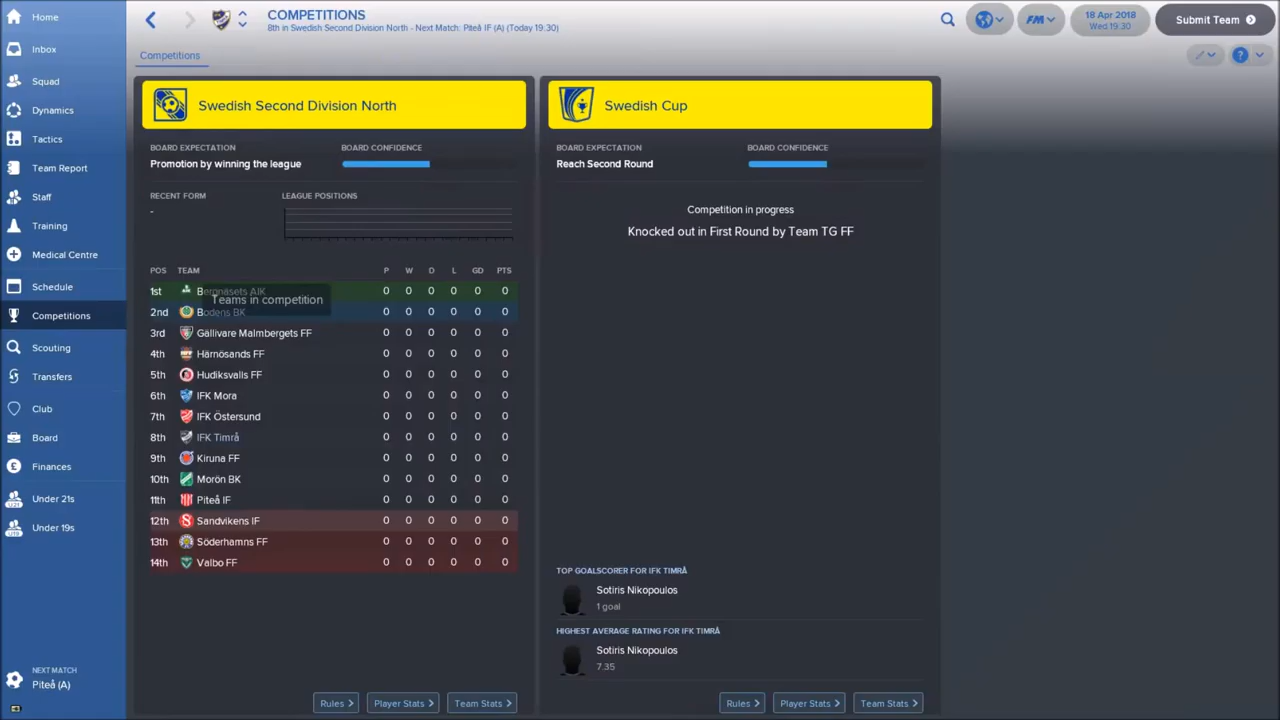 Home
Inbox
Squad
Dynamics
Tactics
Team Report
Staff
Training
Medical Centre
Schedule
Competitions
Scouting
Transfers
Club
Board
Finances
U21
Under 21s
U19
Under 19s
NEXT MATCH
Piteå (A)
COMPETITIONS
8th in Swedish Second Division North - Next Match: Piteå IF (A) (Today 19:30)
FM
18 Apr 2018
Wed 19:30
Submit Team
Competitions
?
Swedish Second Division North
BOARD EXPECTATION BOARD CONFIDENCE
Promotion by winning the league
RECENT FORM LEAGUE POSITIONS
-
POS TEAM P W D L GD PTS
1st Bergnäsets AIK 0 0 0 0 0 0
Teams in competition
2nd Bodens BK 0 0 0 0 0 0
3rd Gällivare Malmbergets FF 0 0 0 0 0 0
4th Härnösands FF 0 0 0 0 0 0
5th Hudiksvalls FF 0 0 0 0 0 0
6th IFK Mora 0 0 0 0 0 0
7th IFK Östersund 0 0 0 0 0 0
8th IFK Timrå 0 0 0 0 0 0
9th Kiruna FF 0 0 0 0 0 0
10th Morön BK 0 0 0 0 0 0
11th Piteå IF 0 0 0 0 0 0
12th Sandvikens IF 0 0 0 0 0 0
13th Söderhamns FF 0 0 0 0 0 0
14th Valbo FF 0 0 0 0 0 0
Rules Player Stats Team Stats
Swedish Cup
BOARD EXPECTATION BOARD CONFIDENCE
Reach Second Round
Competition in progress
Knocked out in First Round by Team TG FF
TOP GOALSCORER FOR IFK TIMRÅ
Sotiris Nikopoulos
1 goal
HIGHEST AVERAGE RATING FOR IFK TIMRÅ
Sotiris Nikopoulos
7.35
Rules Player Stats Team Stats